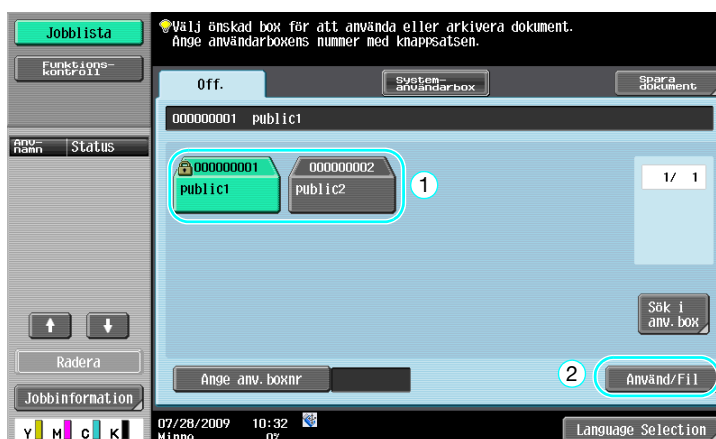 Jobblista
Funktions-
kontroll
Anv-
namn
Status
Radera
Jobbinformation
Y M C K
Välj önskad box för att använda eller arkivera dokument.
Ange användarboxens nummer med knappsatsen.
Off.
System-
användarbox
Spara
dokument
000000001 public1
000000001
public1
000000002
public2
1
1/ 1
Sök i
anv.box
Ange anv.boxnr
2
Använd/Fil
07/28/2009 10:32
Minne 0%
Language Selection